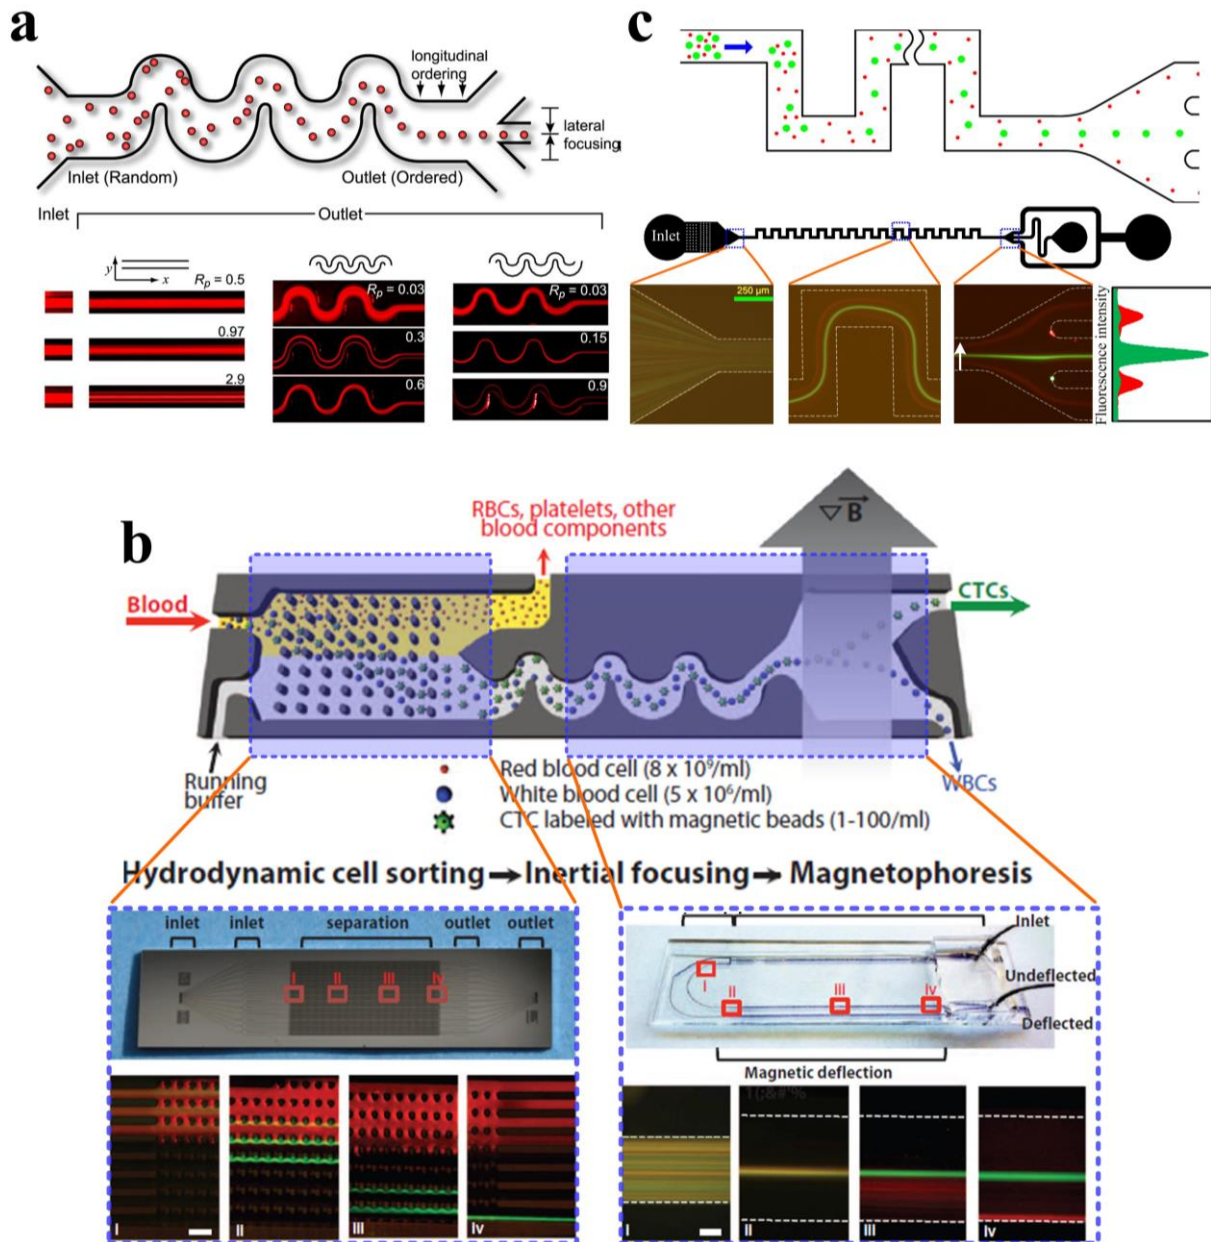 a
longitudinal
ordering
lateral
focusing
Inlet (Random)
Outlet (Ordered)
Inlet
Outlet
y
x
Rp = 0.5
0.97
2.9
Rp = 0.03
0.3
0.6
Rp = 0.03
0.15
0.9
c
Inlet
250 µm
Fluorescence intensity
b
RBCs, platelets, other
blood components
▽ B
Blood
CTCs
Running
buffer
WBCs
Red blood cell (8 x 10⁹/ml)
White blood cell (5 x 10⁶/ml)
CTC labeled with magnetic beads (1-100/ml)
Hydrodynamic cell sorting → Inertial focusing → Magnetophoresis
inlet inlet separation outlet outlet
I II III Iv
I II III Iv
Inlet
Undeflected
Deflected
I II III Iv
Magnetic deflection
I II III Iv